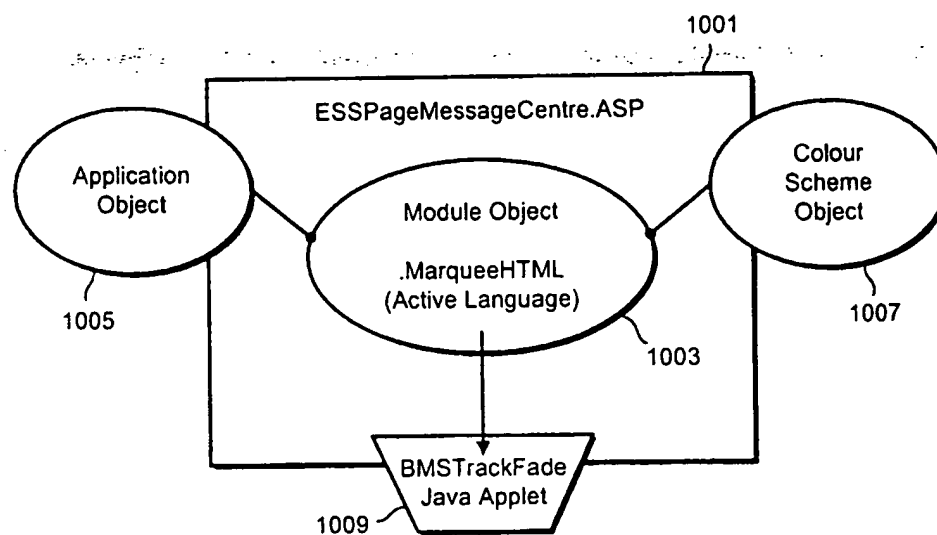 1001
ESSPageMessageCentre.ASP
Application
Object
Colour
Scheme
Object
Module Object
.MarqueeHTML
(Active Language)
1005
1007
1003
BMSTrackFade
Java Applet
1009